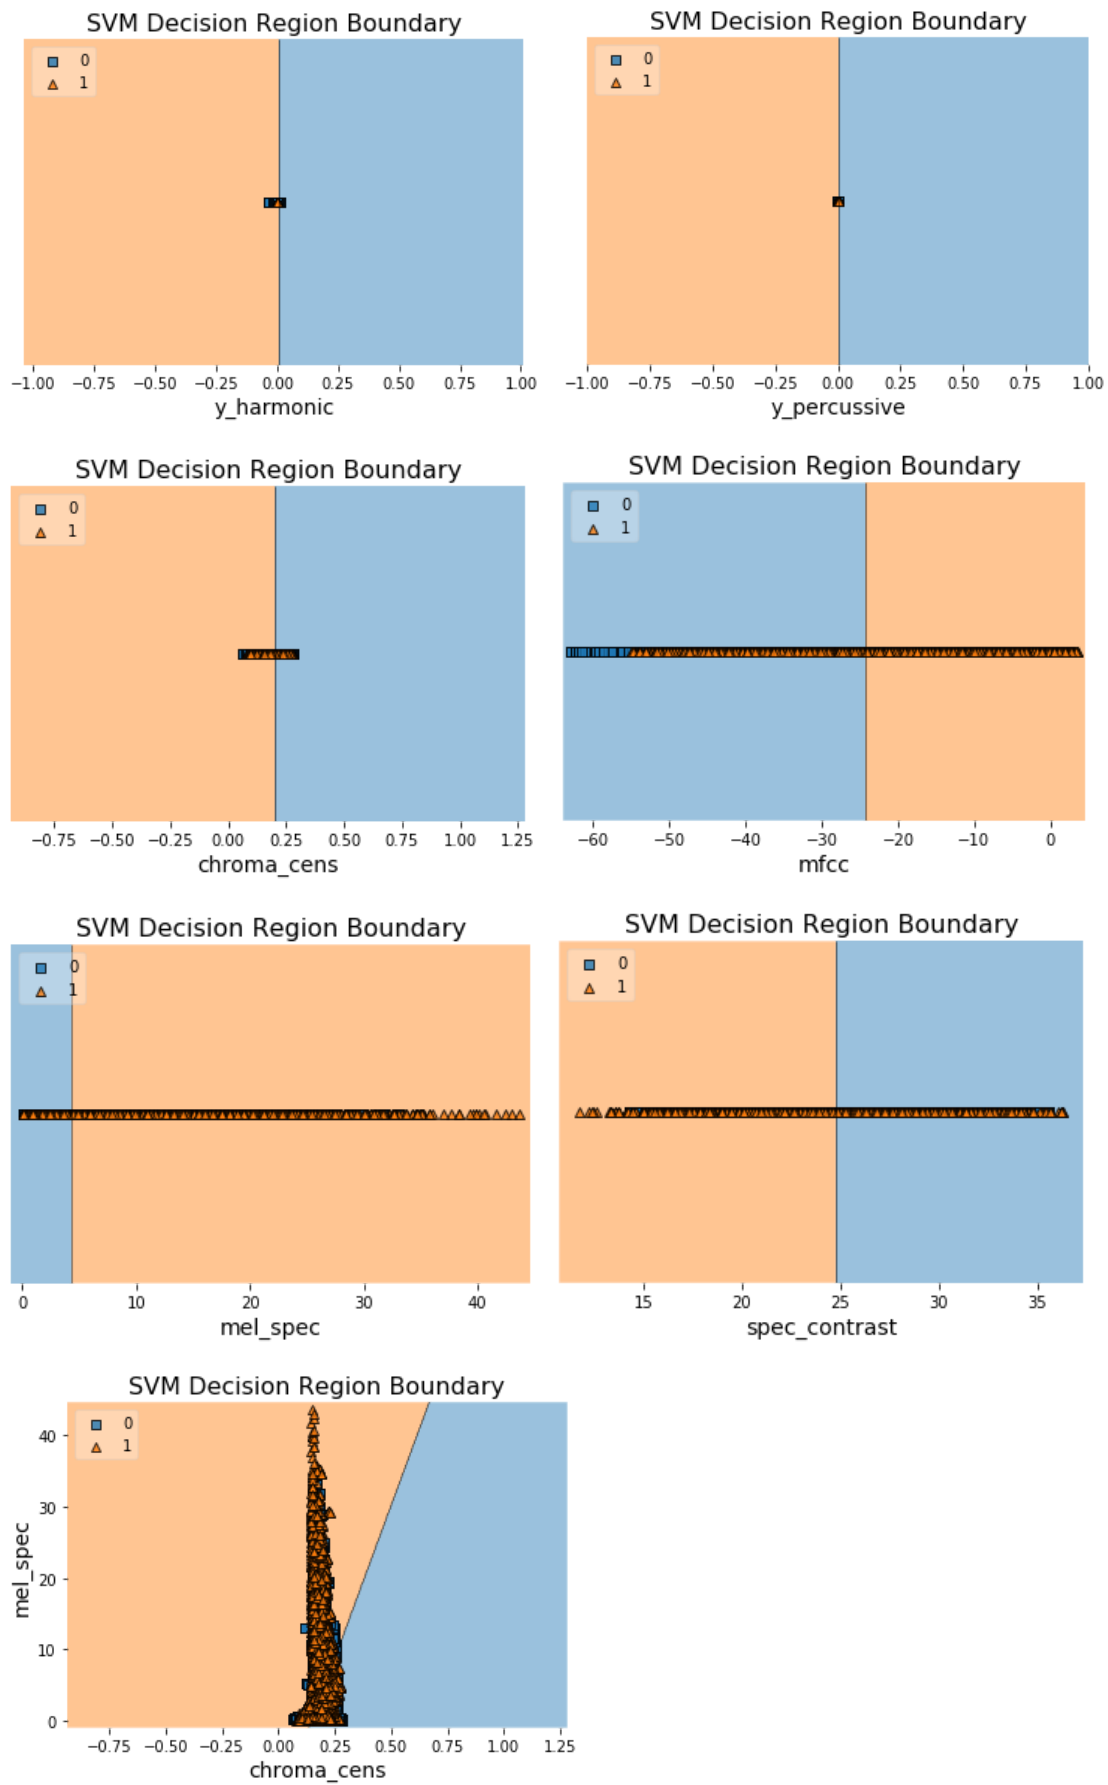 SVM Decision Region Boundary
0
1
−1.00 −0.75 −0.50 −0.25 0.00 0.25 0.50 0.75 1.00
y_harmonic
SVM Decision Region Boundary
0
1
−1.00 −0.75 −0.50 −0.25 0.00 0.25 0.50 0.75 1.00
y_percussive
SVM Decision Region Boundary
0
1
−0.75 −0.50 −0.25 0.00 0.25 0.50 0.75 1.00 1.25
chroma_cens
SVM Decision Region Boundary
0
1
−60 −50 −40 −30 −20 −10 0
mfcc
SVM Decision Region Boundary
0
1
0 10 20 30 40
mel_spec
SVM Decision Region Boundary
0
1
15 20 25 30 35
spec_contrast
SVM Decision Region Boundary
0
1
40
30
20
10
0
mel_spec
−0.75 −0.50 −0.25 0.00 0.25 0.50 0.75 1.00 1.25
chroma_cens